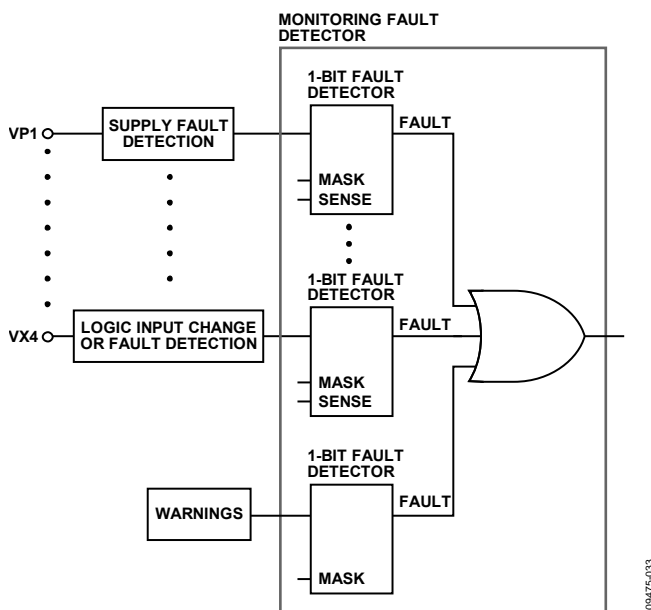 MONITORING FAULT
DETECTOR
1-BIT FAULT
DETECTOR
FAULT
VP1
SUPPLY FAULT
DETECTION
MASK
SENSE
1-BIT FAULT
DETECTOR
FAULT
VX4
LOGIC INPUT CHANGE
OR FAULT DETECTION
MASK
SENSE
1-BIT FAULT
DETECTOR
FAULT
WARNINGS
MASK
09475-033